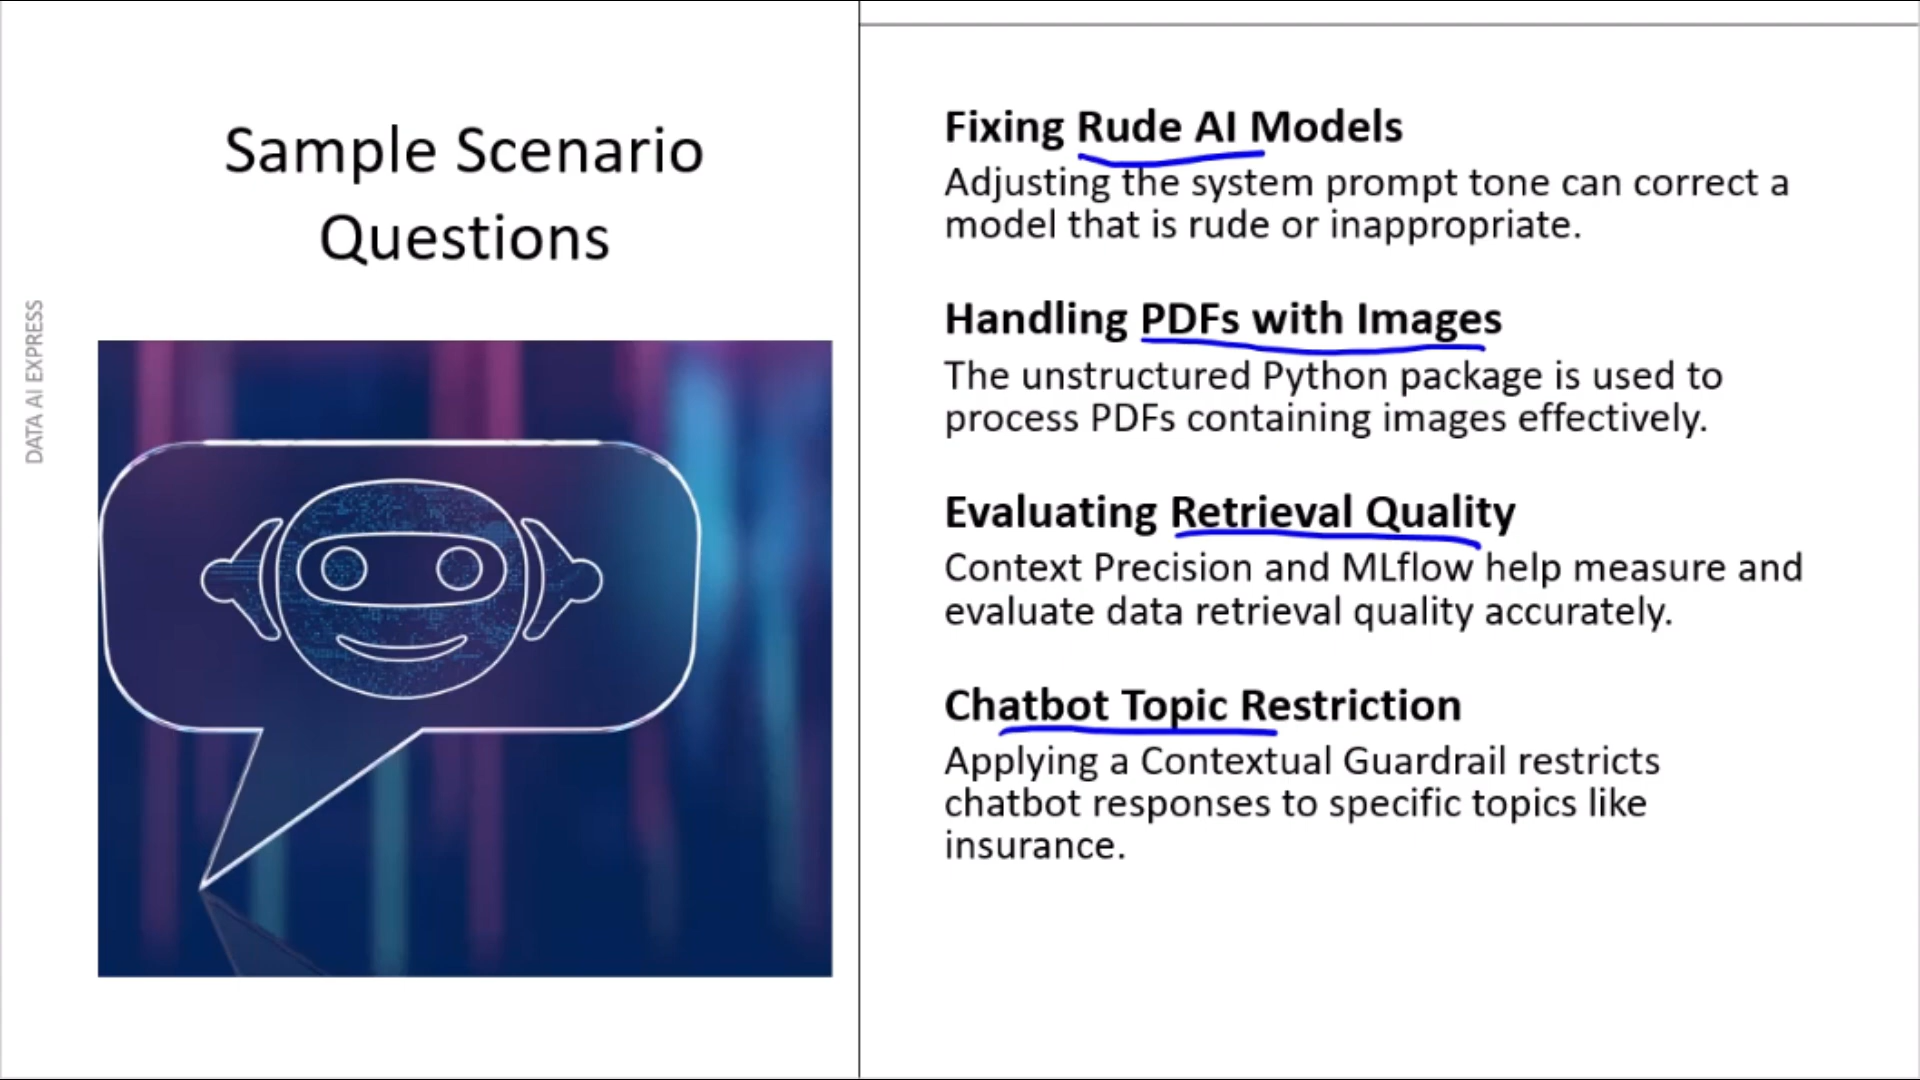 Sample Scenario
Questions
DATA AI EXPRESS
Fixing Rude AI Models
Adjusting the system prompt tone can correct a
model that is rude or inappropriate.
Handling PDFs with Images
The unstructured Python package is used to
process PDFs containing images effectively.
Evaluating Retrieval Quality
Context Precision and MLflow help measure and
evaluate data retrieval quality accurately.
Chatbot Topic Restriction
Applying a Contextual Guardrail restricts
chatbot responses to specific topics like
insurance.